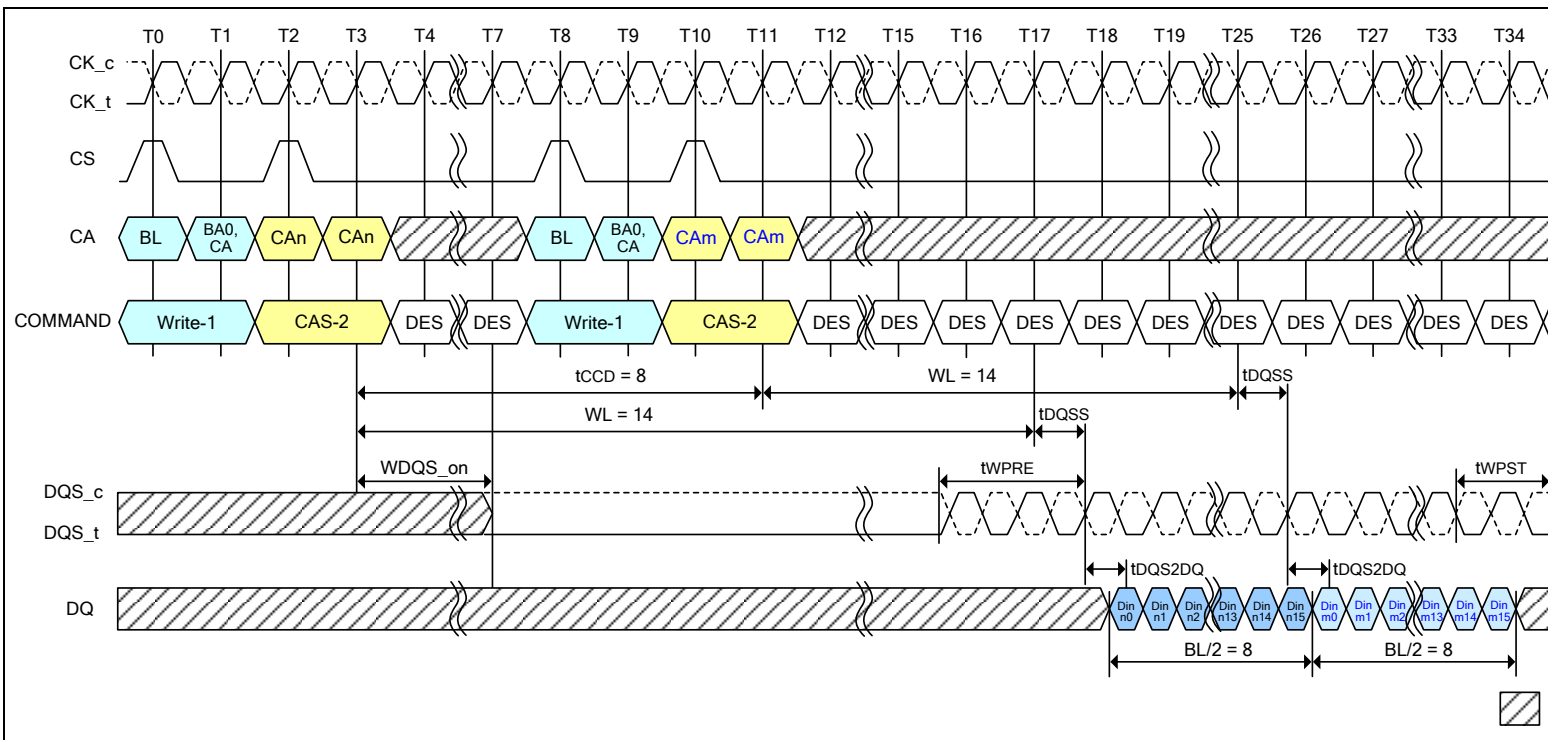 T0 T1 T2 T3 T4 T7 T8 T9 T10 T11 T12 T15 T16 T17 T18 T19 T25 T26 T27 T33 T34
CK_c
CK_t
CS
CA BL BA0, CA CAn CAn BL BA0, CA CAm CAm
COMMAND Write-1 CAS-2 DES DES Write-1 CAS-2 DES DES DES DES DES DES DES DES DES DES DES
tCCD = 8 WL = 14 tDQSS
WL = 14 tDQSS
WDQS_on tWPRE tWPST
DQS_c
DQS_t
tDQS2DQ tDQS2DQ
DQ Din n0 Din n1 Din n2 Din n13 Din n14 Din n15 Din m0 Din m1 Din m2 Din m13 Din m14 Din m15
BL/2 = 8 BL/2 = 8